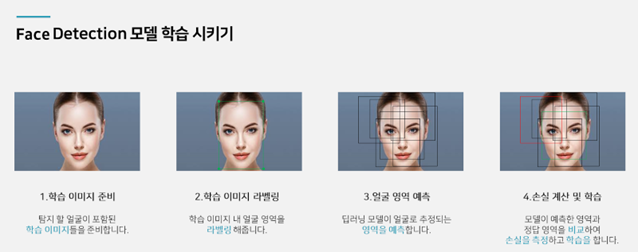 Face Detection 모델 학습 시키기
1.학습 이미지 준비
탐지 할 얼굴이 포함된
학습 이미지들을 준비합니다.
2.학습 이미지 라벨링
학습 이미지 내 얼굴 영역을
라벨링 해줍니다.
3.얼굴 영역 예측
딥러닝 모델이 얼굴로 추정되는
영역을 예측합니다.
4.손실 계산 및 학습
모델이 예측한 영역과
정답 영역을 비교하여
손실을 측정하고 학습을 합니다.